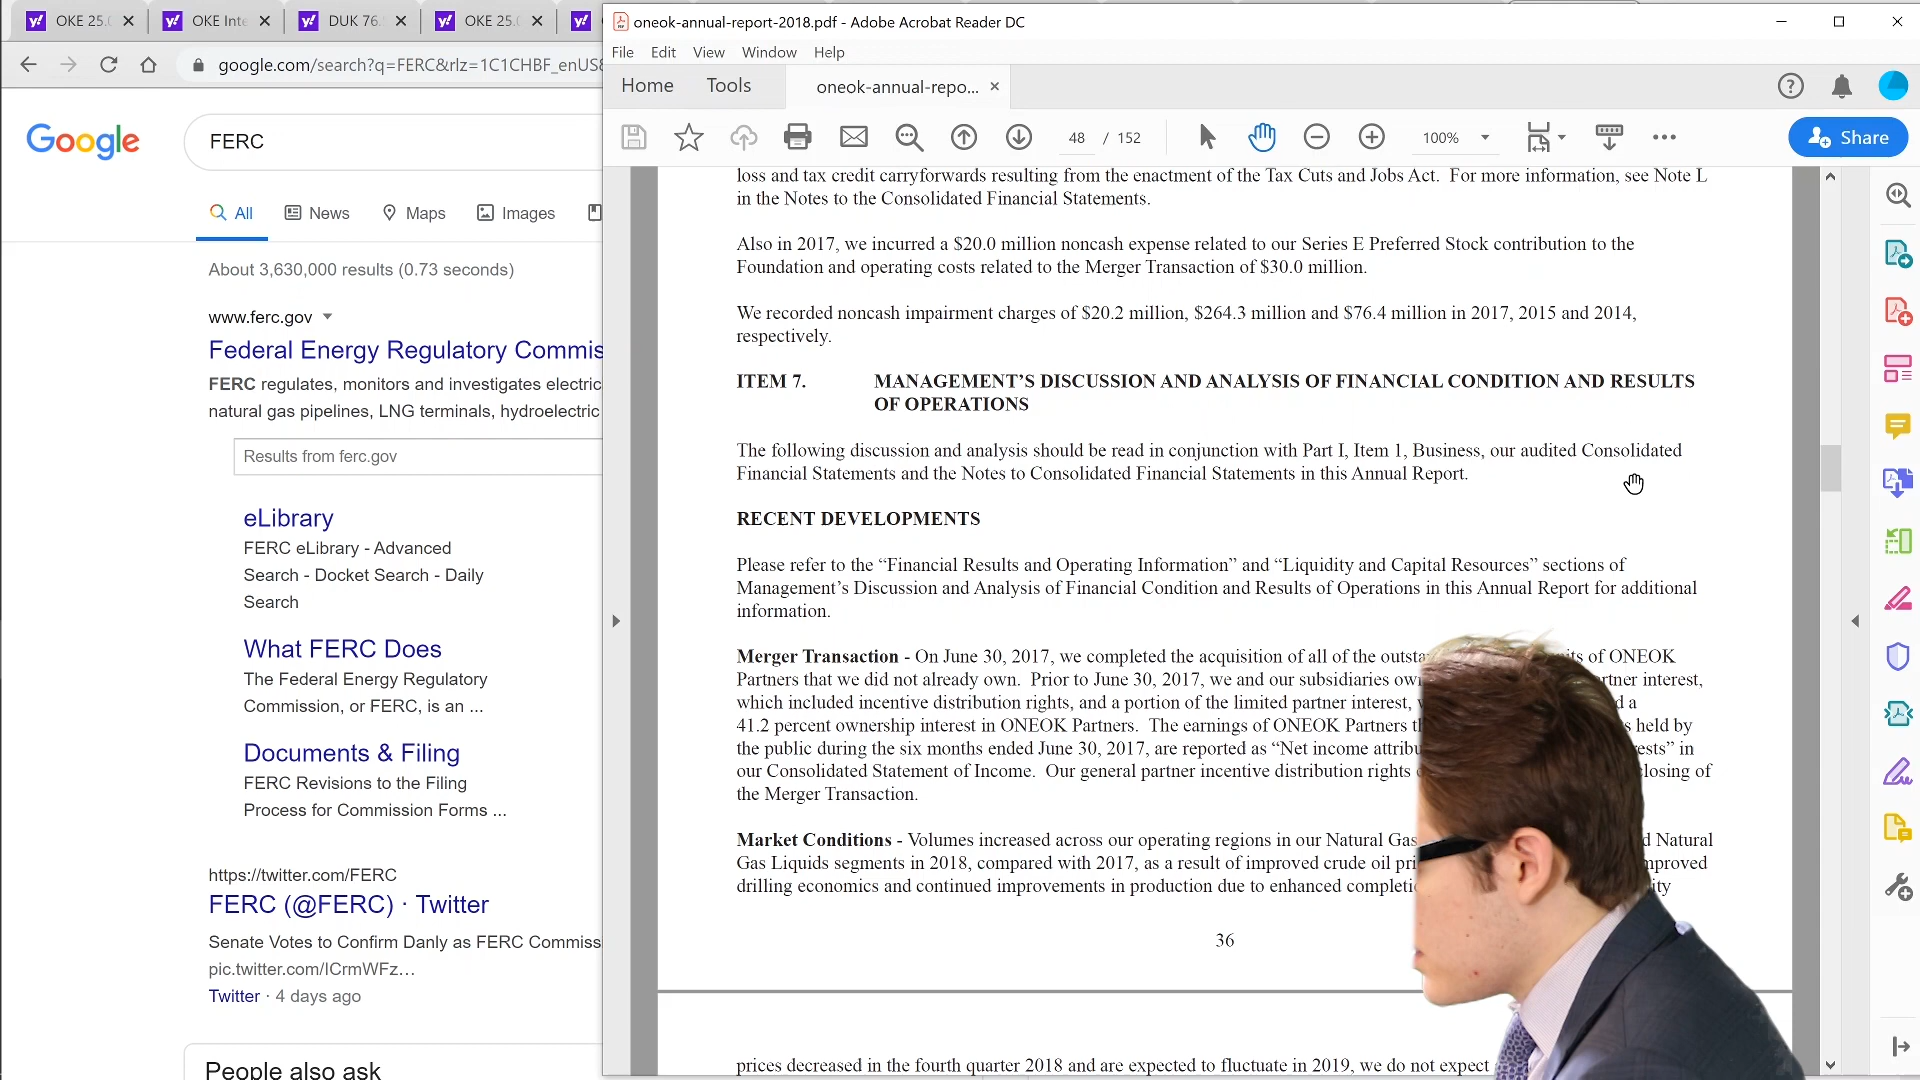 OKE 25.
OKE Inte
DUK 76.
OKE 25.
google.com/search?q=FERC&rlz=1C1CHBF_enUS
Google
FERC
All
News
Maps
Images
About 3,630,000 results (0.73 seconds)
www.ferc.gov
Federal Energy Regulatory Commis
FERC regulates, monitors and investigates electric
natural gas pipelines, LNG terminals, hydroelectric
Results from ferc.gov
eLibrary
FERC eLibrary - Advanced
Search - Docket Search - Daily
Search
What FERC Does
The Federal Energy Regulatory
Commission, or FERC, is an ...
Documents & Filing
FERC Revisions to the Filing
Process for Commission Forms ...
https://twitter.com/FERC
FERC (@FERC) · Twitter
Senate Votes to Confirm Danly as FERC Commiss
pic.twitter.com/ICrmWFz…
Twitter · 4 days ago
People also ask
oneok-annual-report-2018.pdf - Adobe Acrobat Reader DC
File Edit View Window Help
Home
Tools
oneok-annual-repo...
48 / 152
100%
Share
loss and tax credit carryforwards resulting from the enactment of the Tax Cuts and Jobs Act. For more information, see Note L
in the Notes to the Consolidated Financial Statements.
Also in 2017, we incurred a $20.0 million noncash expense related to our Series E Preferred Stock contribution to the
Foundation and operating costs related to the Merger Transaction of $30.0 million.
We recorded noncash impairment charges of $20.2 million, $264.3 million and $76.4 million in 2017, 2015 and 2014,
respectively.
ITEM 7. MANAGEMENT’S DISCUSSION AND ANALYSIS OF FINANCIAL CONDITION AND RESULTS
OF OPERATIONS
The following discussion and analysis should be read in conjunction with Part I, Item 1, Business, our audited Consolidated
Financial Statements and the Notes to Consolidated Financial Statements in this Annual Report.
RECENT DEVELOPMENTS
Please refer to the “Financial Results and Operating Information” and “Liquidity and Capital Resources” sections of
Management’s Discussion and Analysis of Financial Condition and Results of Operations in this Annual Report for additional
information.
Merger Transaction - On June 30, 2017, we completed the acquisition of all of the outsta its of ONEOK
Partners that we did not already own. Prior to June 30, 2017, we and our subsidiaries ow rtner interest,
which included incentive distribution rights, and a portion of the limited partner interest, d a
41.2 percent ownership interest in ONEOK Partners. The earnings of ONEOK Partners th s held by
the public during the six months ended June 30, 2017, are reported as “Net income attribu ests” in
our Consolidated Statement of Income. Our general partner incentive distribution rights closing of
the Merger Transaction.
Market Conditions - Volumes increased across our operating regions in our Natural Gas d Natural
Gas Liquids segments in 2018, compared with 2017, as a result of improved crude oil pri mproved
drilling economics and continued improvements in production due to enhanced completi ity
36
prices decreased in the fourth quarter 2018 and are expected to fluctuate in 2019, we do not expect